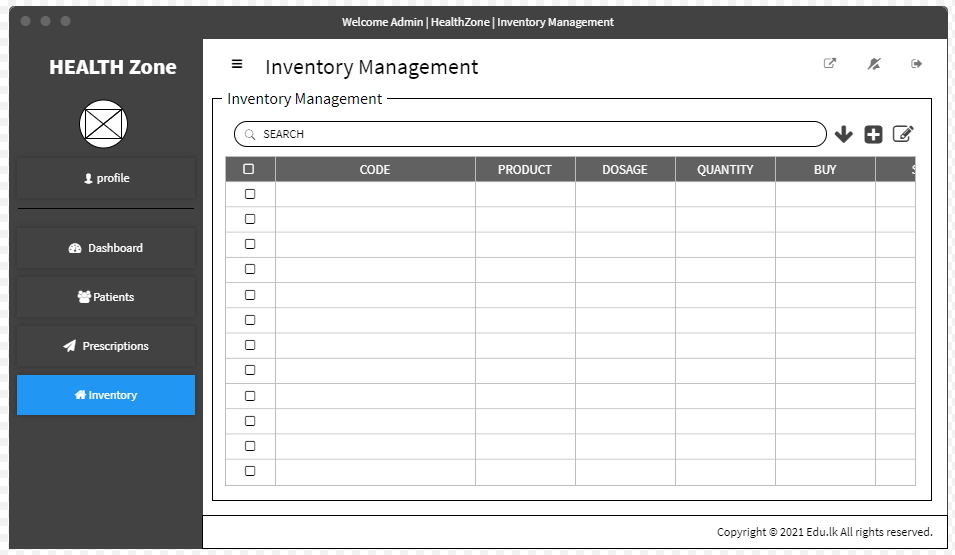 Welcome Admin | HealthZone | Inventory Management
HEALTH Zone
profile
Dashboard
Patients
Prescriptions
Inventory
Inventory Management
Inventory Management
SEARCH
CODE PRODUCT DOSAGE QUANTITY BUY
Copyright © 2021 Edu.lk All rights reserved.